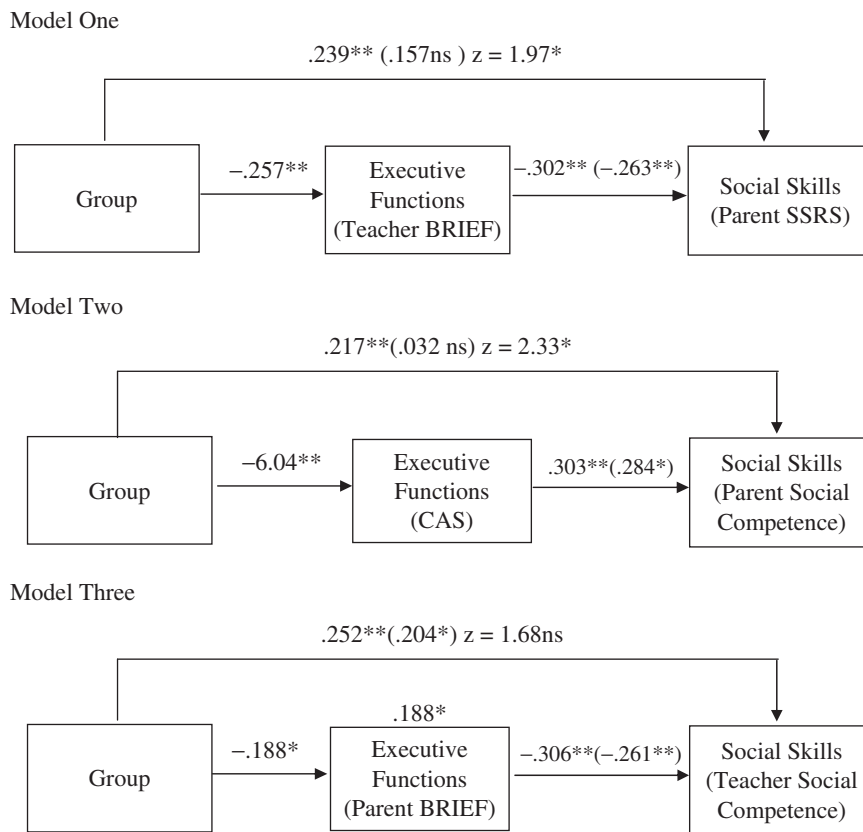 Model One
.239** (.157ns ) z = 1.97*
Group
−.257**
Executive
Functions
(Teacher BRIEF)
−.302** (−.263**)
Social Skills
(Parent SSRS)
Model Two
.217**(.032 ns) z = 2.33*
Group
−6.04**
Executive
Functions
(CAS)
.303**(.284*)
Social Skills
(Parent Social
Competence)
Model Three
.252**(.204*) z = 1.68ns
Group
−.188*
.188*
Executive
Functions
(Parent BRIEF)
−.306**(−.261**)
Social Skills
(Teacher Social
Competence)